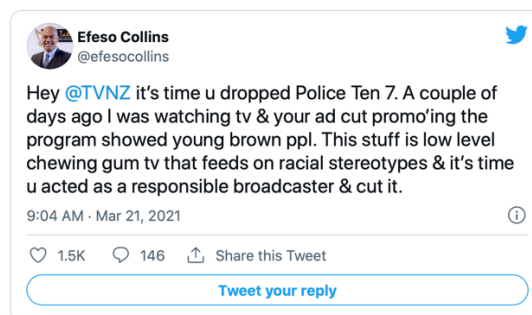 Efeso Collins
@efesocollins
Hey @TVNZ it's time u dropped Police Ten 7. A couple of
days ago I was watching tv & your ad cut promo'ing the
program showed young brown ppl. This stuff is low level
chewing gum tv that feeds on racial stereotypes & it's time
u acted as a responsible broadcaster & cut it.
9:04 AM · Mar 21, 2021
1.5K 146 Share this Tweet
Tweet your reply